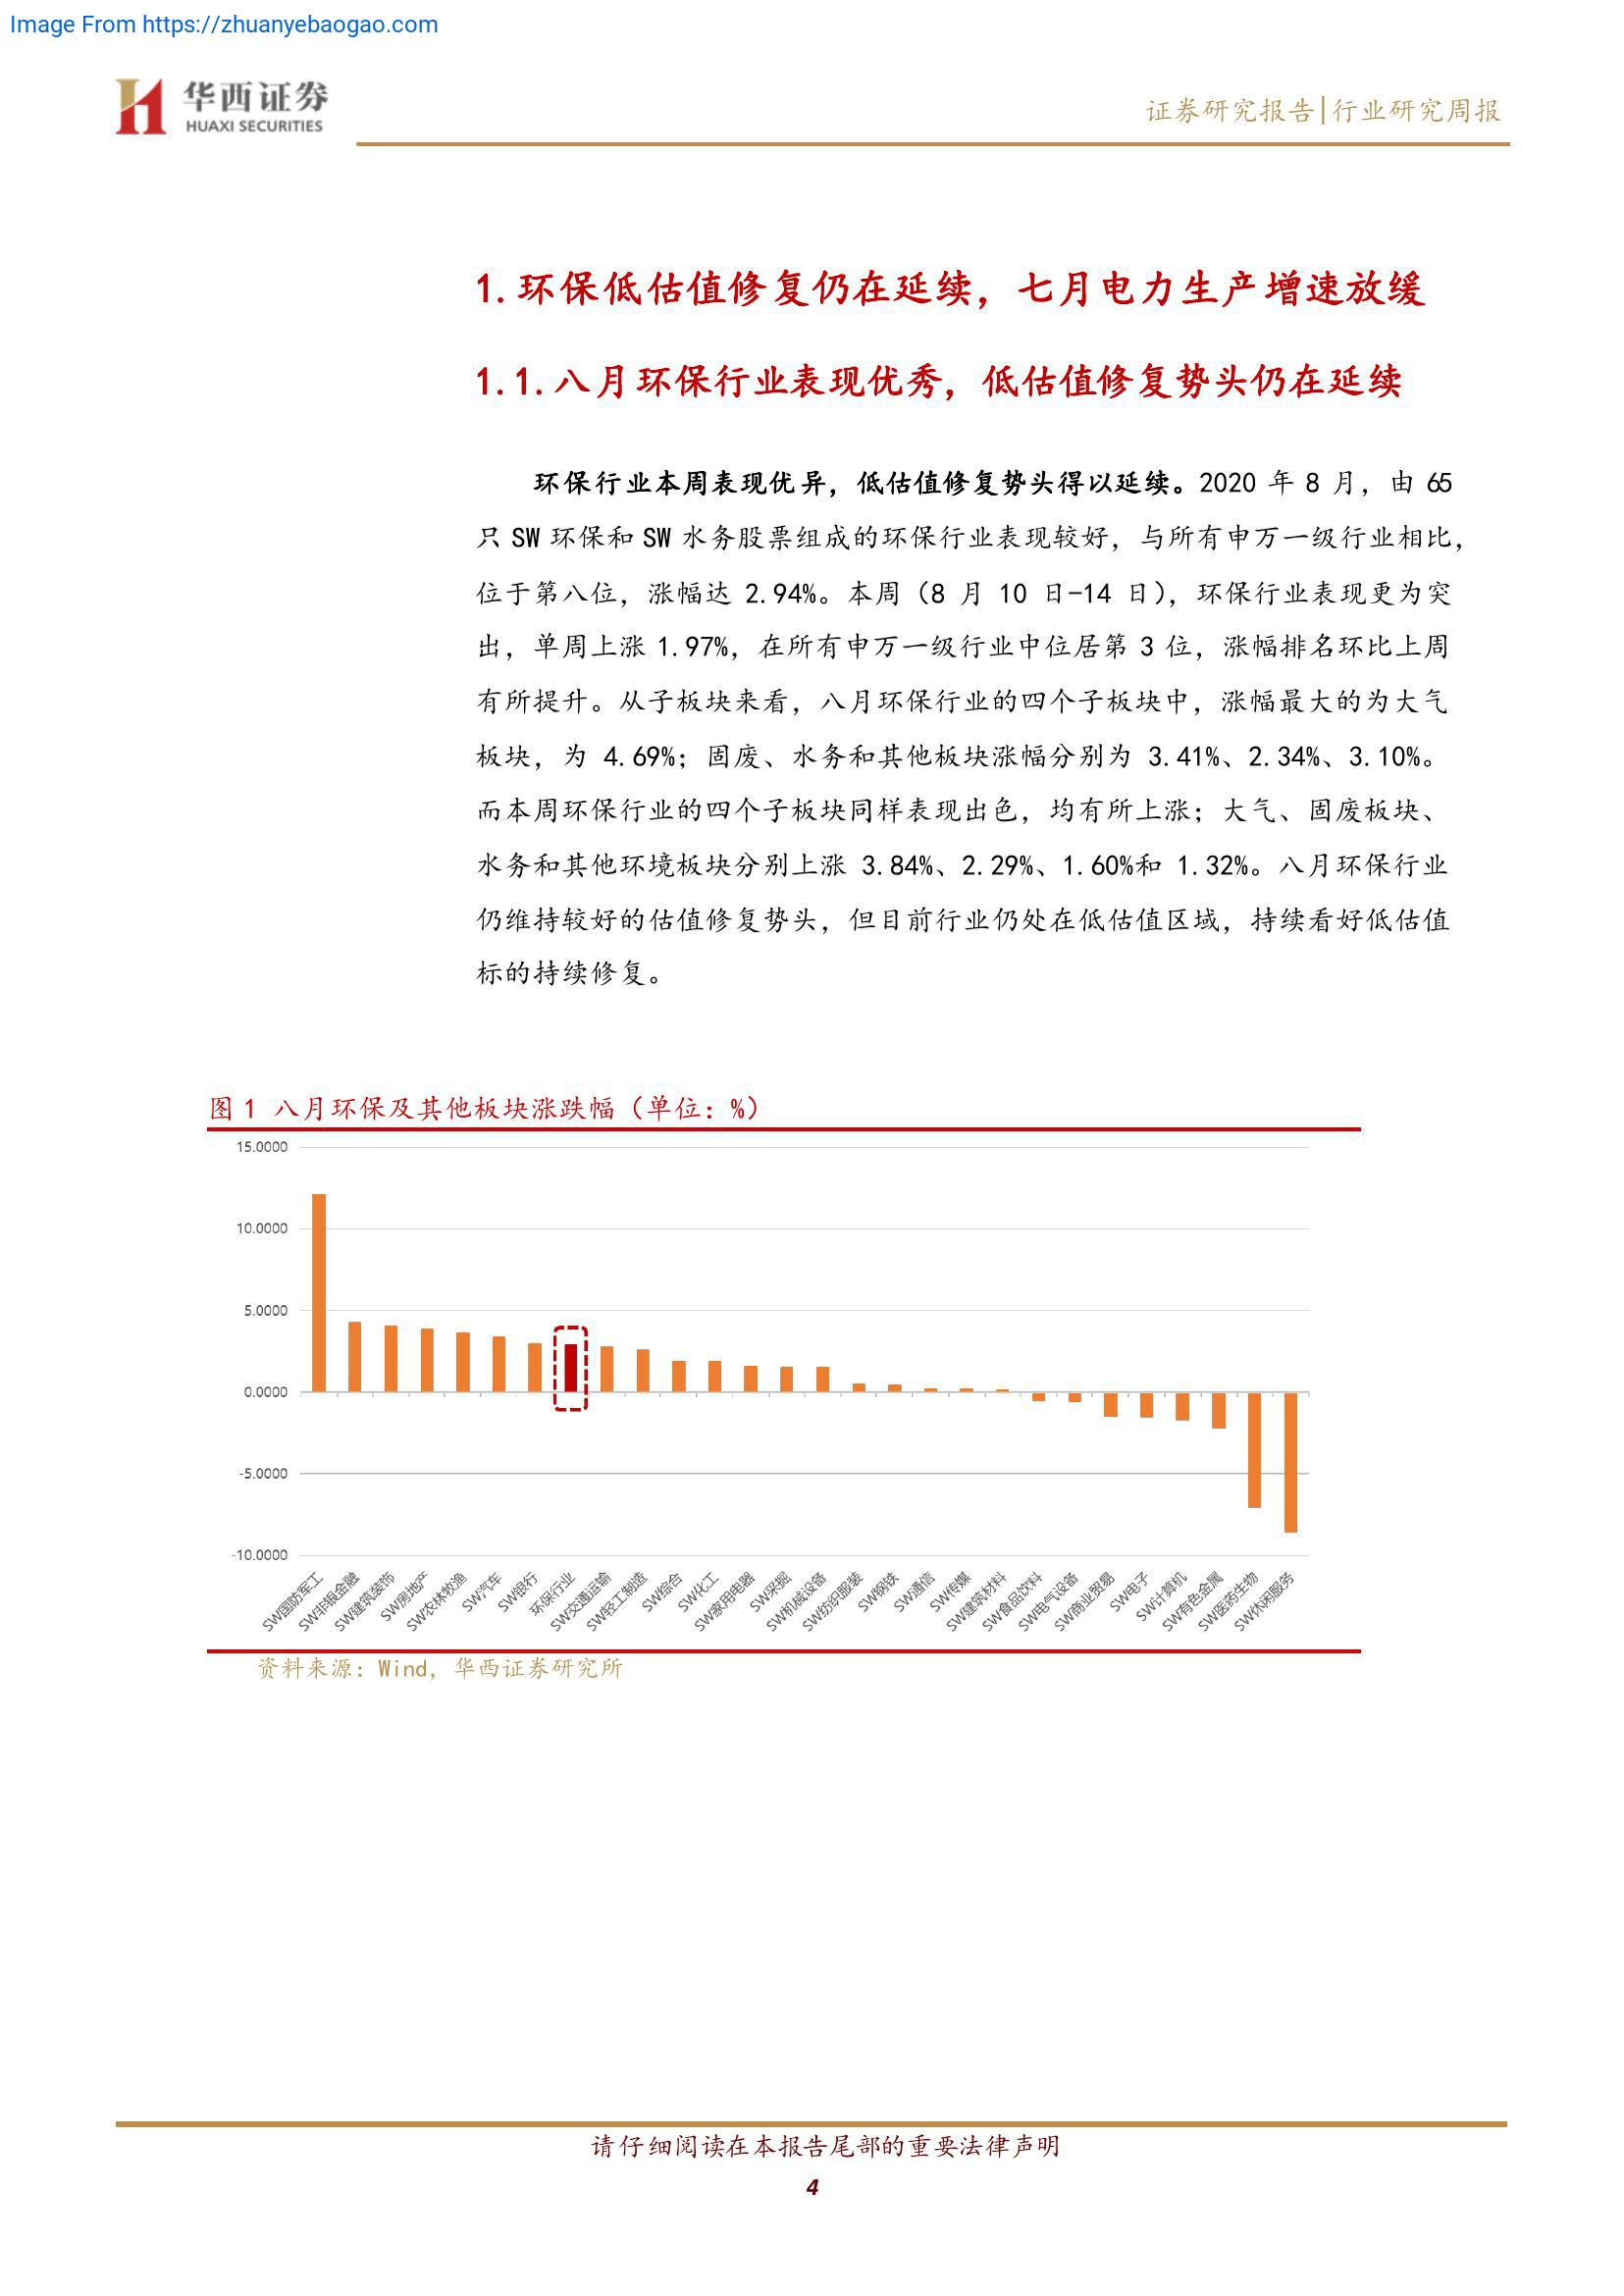 Image From https://zhuanyebaogao.com
华西证券
HUAXI SECURITIES
证券研究报告|行业研究周报
1.环保低估值修复仍在延续，七月电力生产增速放缓
1.1.八月环保行业表现优秀，低估值修复势头仍在延续
环保行业本周表现优异，低估值修复势头得以延续。2020 年 8 月，由 65
只 SW 环保和 SW 水务股票组成的环保行业表现较好，与所有申万一级行业相比，
位于第八位，涨幅达 2.94%。本周（8 月 10 日-14 日），环保行业表现更为突
出，单周上涨 1.97%，在所有申万一级行业中位居第 3 位，涨幅排名环比上周
有所提升。从子板块来看，八月环保行业的四个子板块中，涨幅最大的为大气
板块，为 4.69%；固废、水务和其他板块涨幅分别为 3.41%、2.34%、3.10%。
而本周环保行业的四个子板块同样表现出色，均有所上涨；大气、固废板块、
水务和其他环境板块分别上涨 3.84%、2.29%、1.60%和 1.32%。八月环保行业
仍维持较好的估值修复势头，但目前行业仍处在低估值区域，持续看好低估值
标的持续修复。
图 1 八月环保及其他板块涨跌幅（单位：%）
15.0000
10.0000
5.0000
0.0000
-5.0000
-10.0000
SW国防军工
SW非银金融
SW建筑装饰
SW房地产
SW农林牧渔
SW汽车
SW银行
环保行业
SW交通运输
SW轻工制造
SW综合
SW化工
SW家用电器
SW采掘
SW机械设备
SW纺织服装
SW钢铁
SW通信
SW传媒
SW建筑材料
SW食品饮料
SW电气设备
SW商业贸易
SW电子
SW计算机
SW有色金属
SW医药生物
SW休闲服务
资料来源：Wind，华西证券研究所
请仔细阅读在本报告尾部的重要法律声明
4